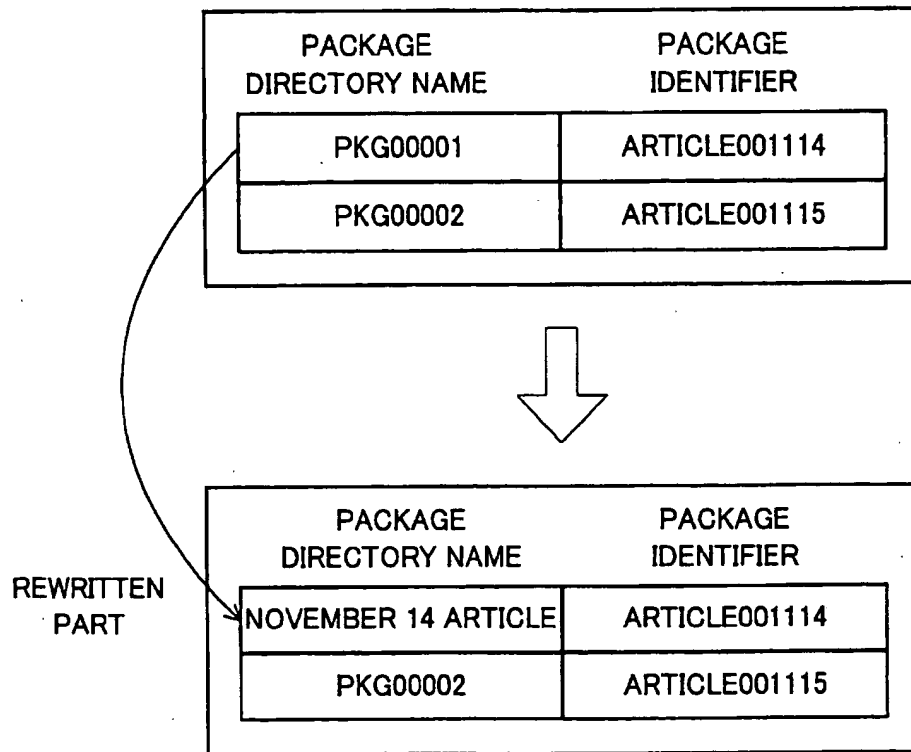 PACKAGE DIRECTORY NAME
PACKAGE IDENTIFIER
PKG00001 ARTICLE001114
PKG00002 ARTICLE001115
PACKAGE DIRECTORY NAME
PACKAGE IDENTIFIER
REWRITTEN PART
NOVEMBER 14 ARTICLE ARTICLE001114
PKG00002 ARTICLE001115